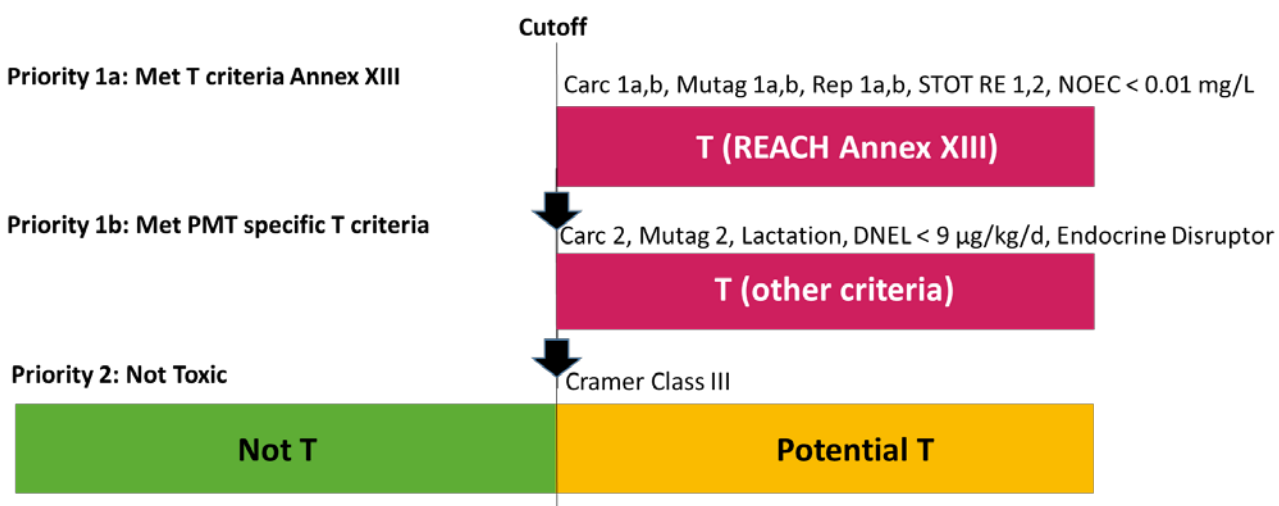 Cutoff
Priority 1a: Met T criteria Annex XIII
Carc 1a,b, Mutag 1a,b, Rep 1a,b, STOT RE 1,2, NOEC < 0.01 mg/L
T (REACH Annex XIII)
Priority 1b: Met PMT specific T criteria
Carc 2, Mutag 2, Lactation, DNEL < 9 µg/kg/d, Endocrine Disruptor
T (other criteria)
Priority 2: Not Toxic
Cramer Class III
Not T
Potential T